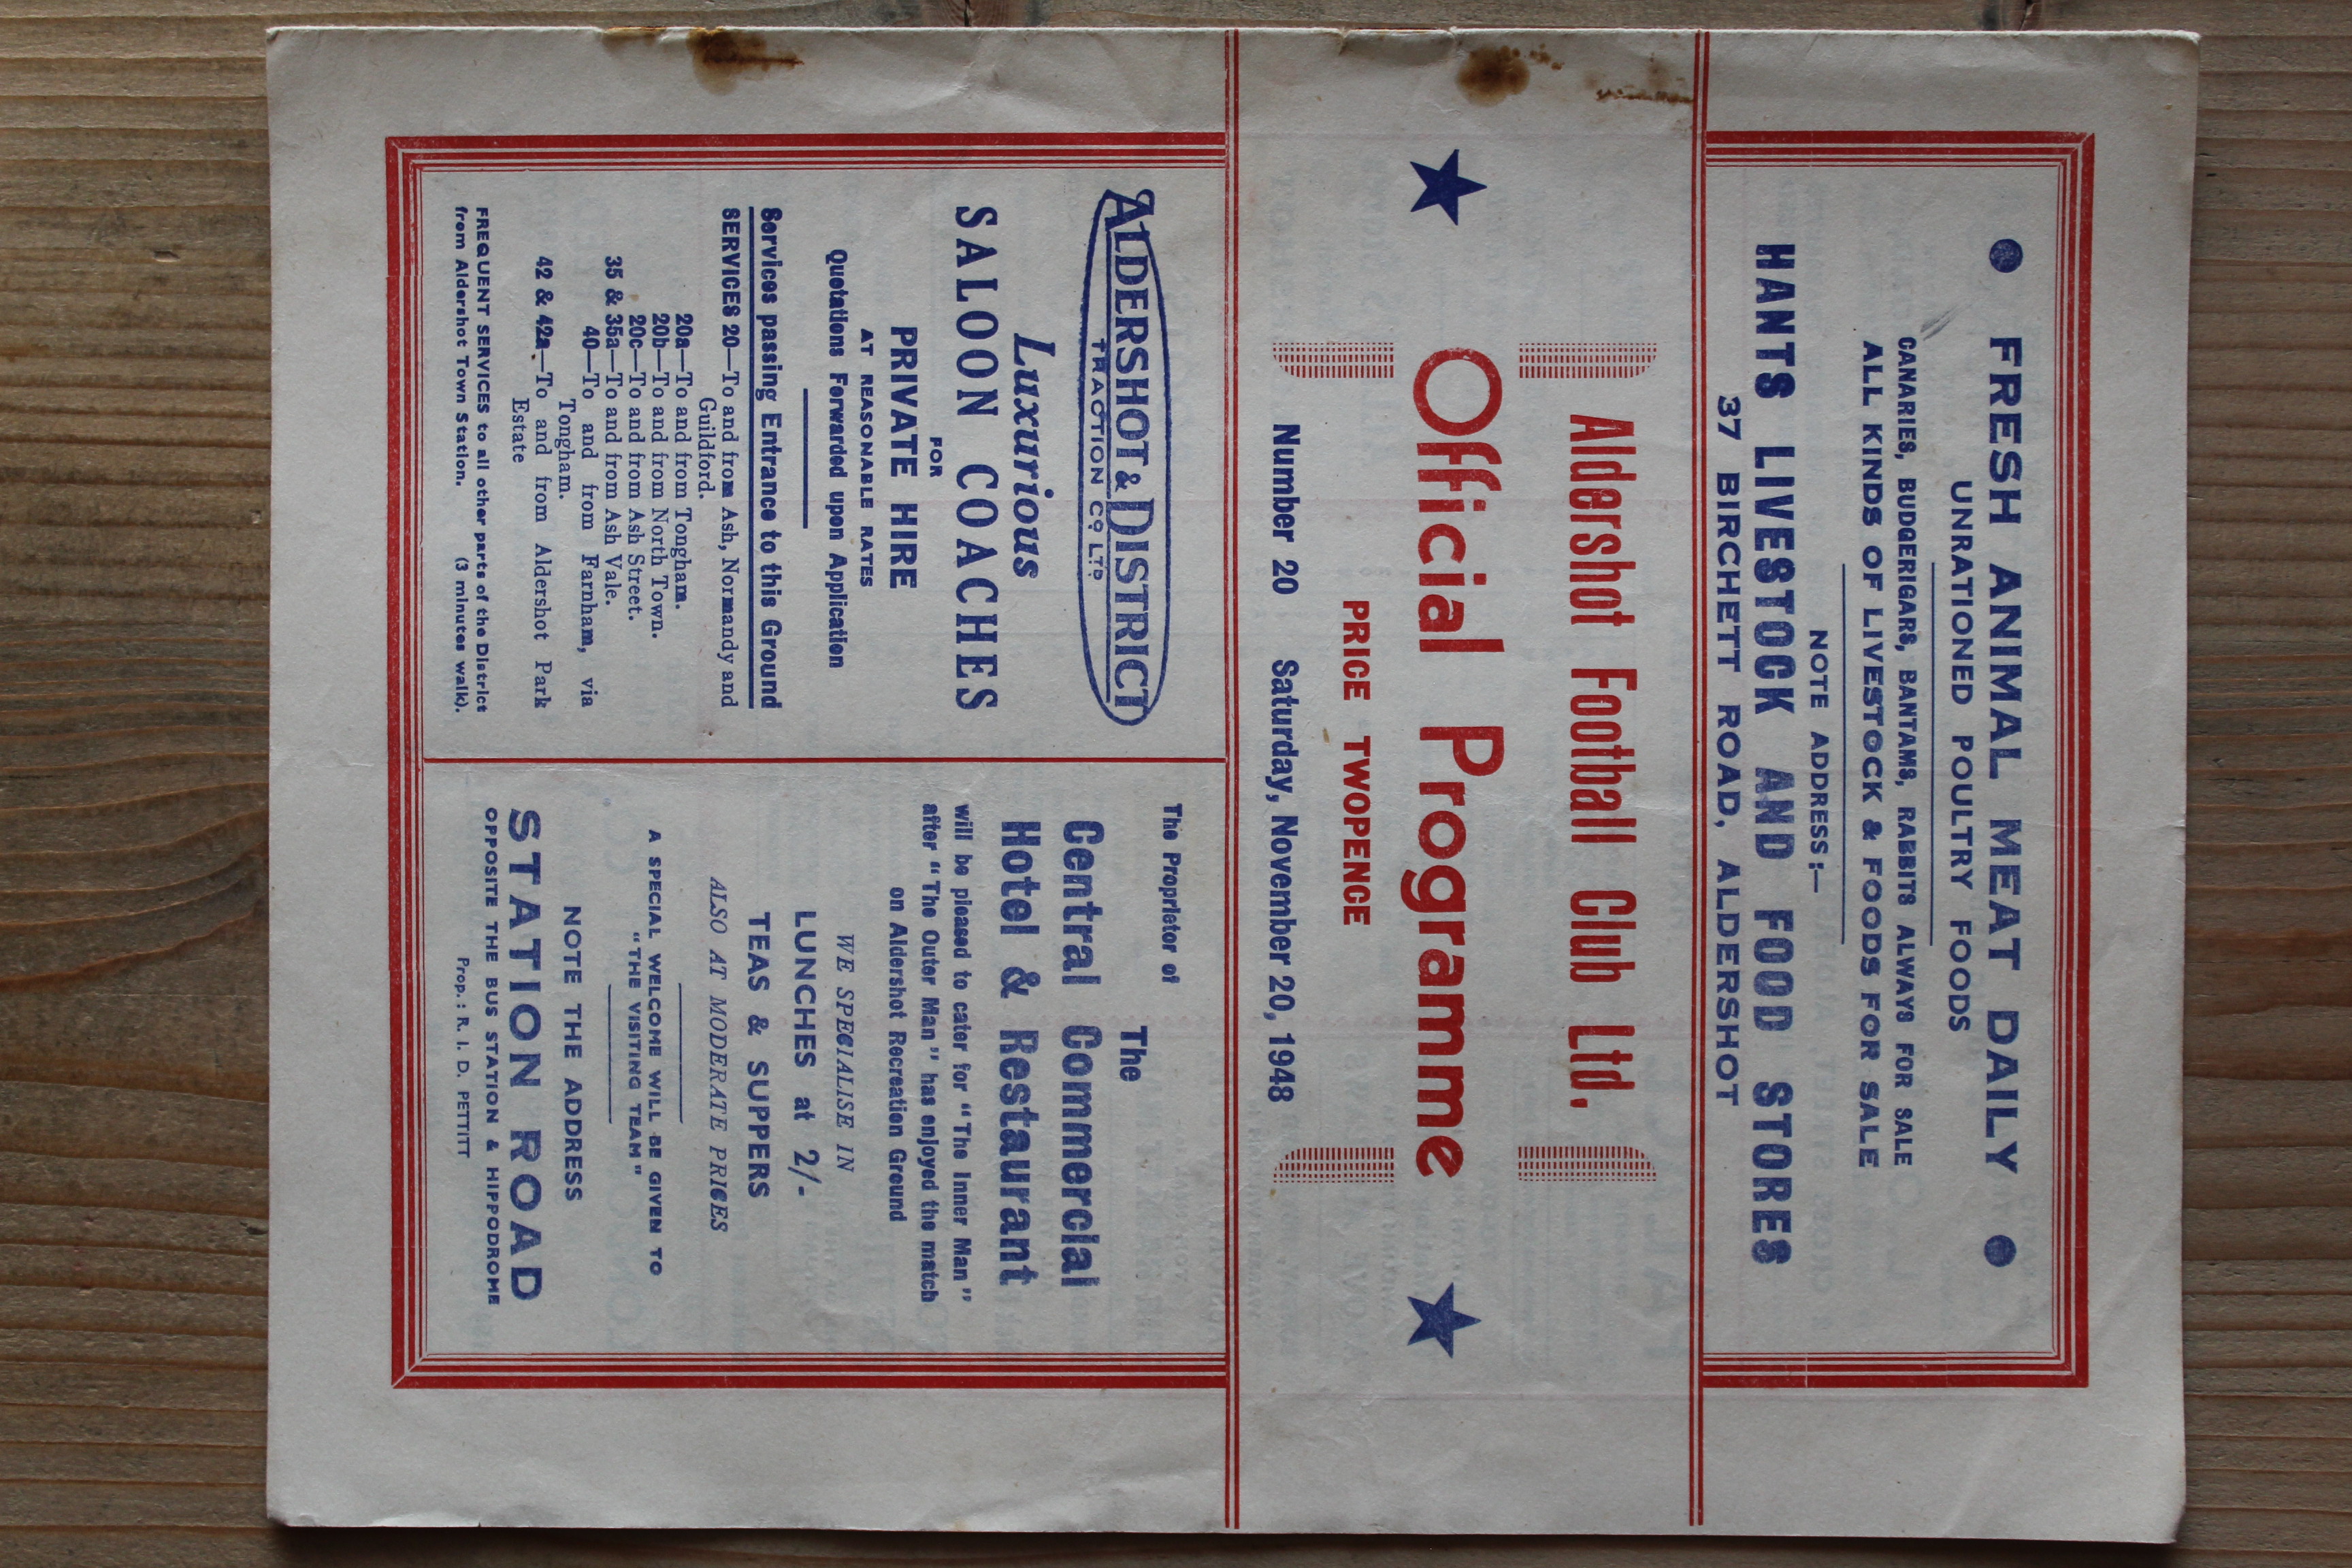 ● FRESH ANIMAL MEAT DAILY ●
UNRATIONED POULTRY FOODS
CANARIES, BUDGERIGARS, BANTAMS, RABBITS ALWAYS FOR SALE
ALL KINDS OF LIVESTOCK & FOODS FOR SALE
NOTE ADDRESS:—
HANTS LIVESTOCK AND FOOD STORES
37 BIRCHETT ROAD, ALDERSHOT
Aldershot Football Club Ltd.
Official Programme
PRICE TWOPENCE
Number 20 Saturday, November 20, 1948
ALDERSHOT & DISTRICT
TRACTION CO LTD
Luxurious
SALOON COACHES
FOR
PRIVATE HIRE
AT REASONABLE RATES
Quotations Forwarded upon Application
Services passing Entrance to this Ground
SERVICES 20—To and from Ash, Normandy and
Guildford.
20a—To and from Tongham.
20b—To and from North Town.
20c—To and from Ash Street.
35 & 35a—To and from Ash Vale.
40—To and from Farnham, via
Tongham.
42 & 42a—To and from Aldershot Park
Estate
FREQUENT SERVICES to all other parts of the District
from Aldershot Town Station. (3 minutes walk).
The Proprietor of
The
Central Commercial
Hotel & Restaurant
will be pleased to cater for "The Inner Man"
after "The Outer Man" has enjoyed the match
on Aldershot Recreation Ground
WE SPECIALISE IN
LUNCHES at 2/-
TEAS & SUPPERS
ALSO AT MODERATE PRICES
A SPECIAL WELCOME WILL BE GIVEN TO
"THE VISITING TEAM"
NOTE THE ADDRESS
STATION ROAD
OPPOSITE THE BUS STATION & HIPPODROME
Prop.: R. I. D. PETTITT